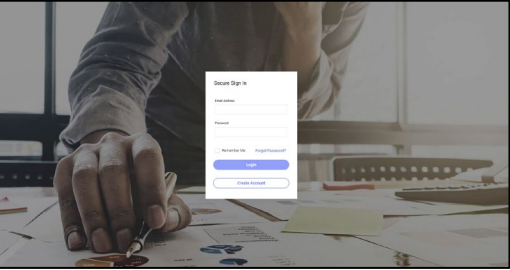 Secure Sign In
Email Address
Password
Remember Me Forgot Password?
Login
Create Account